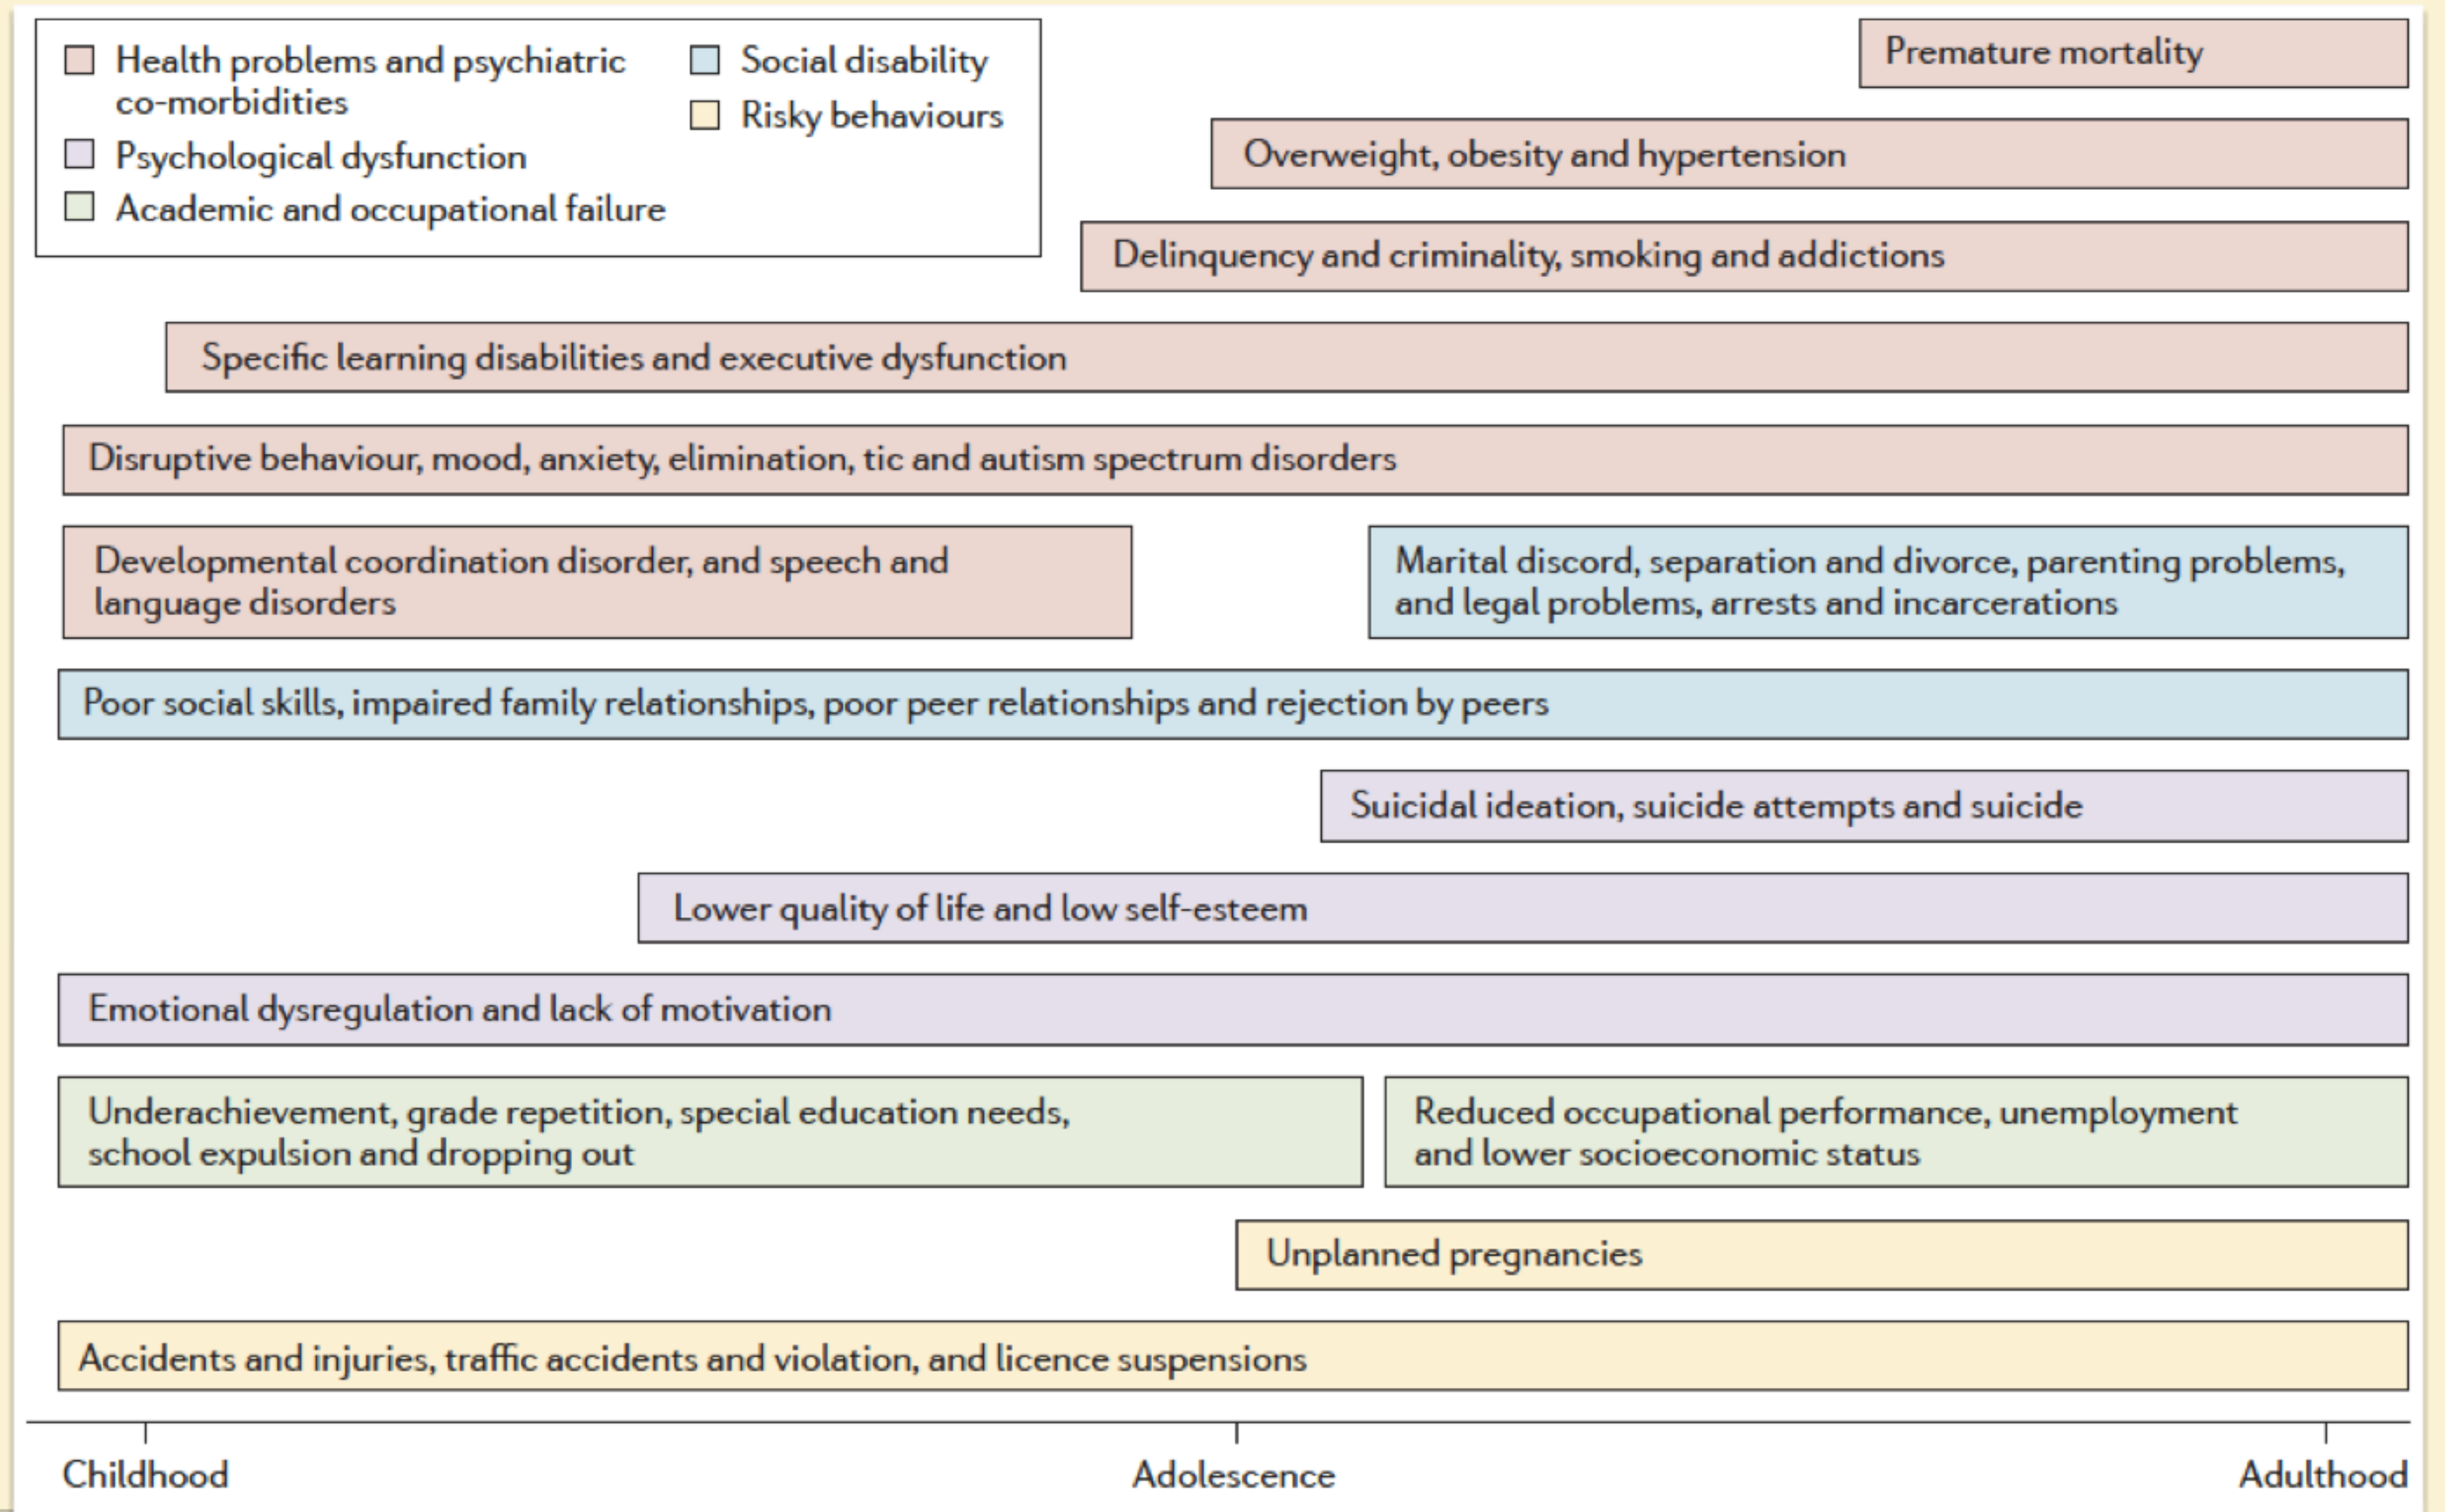 Health problems and psychiatric
co-morbidities
Psychological dysfunction
Academic and occupational failure
Social disability
Risky behaviours
Premature mortality
Overweight, obesity and hypertension
Delinquency and criminality, smoking and addictions
Specific learning disabilities and executive dysfunction
Disruptive behaviour, mood, anxiety, elimination, tic and autism spectrum disorders
Developmental coordination disorder, and speech and
language disorders
Marital discord, separation and divorce, parenting problems,
and legal problems, arrests and incarcerations
Poor social skills, impaired family relationships, poor peer relationships and rejection by peers
Suicidal ideation, suicide attempts and suicide
Lower quality of life and low self-esteem
Emotional dysregulation and lack of motivation
Underachievement, grade repetition, special education needs,
school expulsion and dropping out
Reduced occupational performance, unemployment
and lower socioeconomic status
Unplanned pregnancies
Accidents and injuries, traffic accidents and violation, and licence suspensions
Childhood
Adolescence
Adulthood